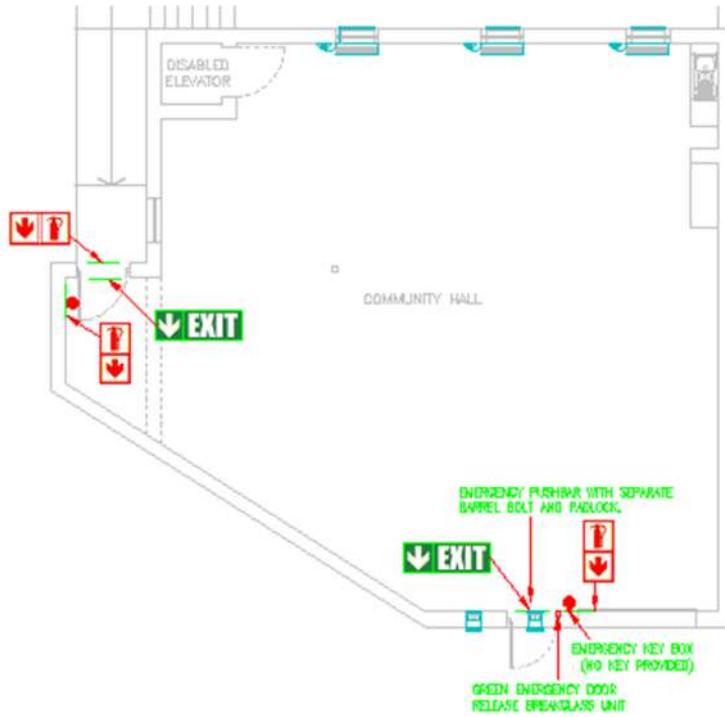 DISABLED
ELEVATOR
EXIT
COMMUNITY HALL
EMERGENCY PUSHBAR WITH SEPARATE
BARREL BOLT AND PADLOCK.
EXIT
EMERGENCY KEY BOX
(NO KEY PROVIDED)
GREEN EMERGENCY DOOR
RELEASE BREAKGLASS UNIT